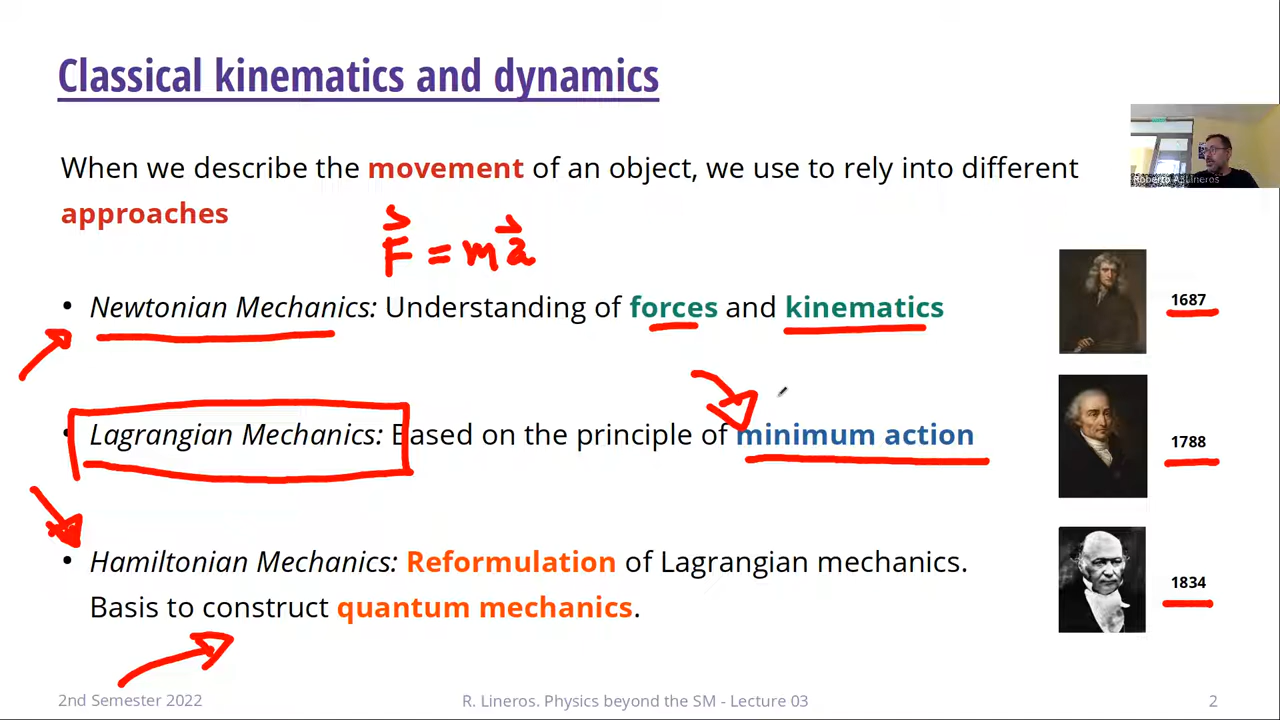 Classical kinematics and dynamics
When we describe the movement of an object, we use to rely into different
approaches
F = ma
• Newtonian Mechanics: Understanding of forces and kinematics
1687
• Lagrangian Mechanics: Based on the principle of minimum action
1788
• Hamiltonian Mechanics: Reformulation of Lagrangian mechanics.
Basis to construct quantum mechanics.
1834
2nd Semester 2022
R. Lineros. Physics beyond the SM - Lecture 03
2
Roberto A. Lineros